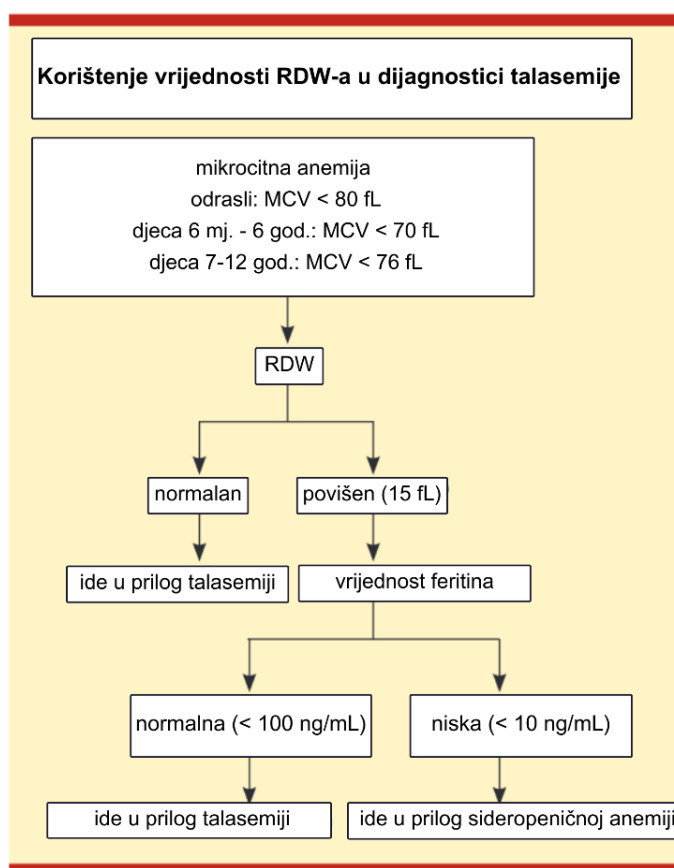 Korištenje vrijednosti RDW-a u dijagnostici talasemije
mikrocitna anemija
odrasli: MCV < 80 fL
djeca 6 mj. - 6 god.: MCV < 70 fL
djeca 7-12 god.: MCV < 76 fL
RDW
normalan
povišen (15 fL)
ide u prilog talasemiji
vrijednost feritina
normalna (< 100 ng/mL)
niska (< 10 ng/mL)
ide u prilog talasemiji
ide u prilog sideropeničnoj anemiji